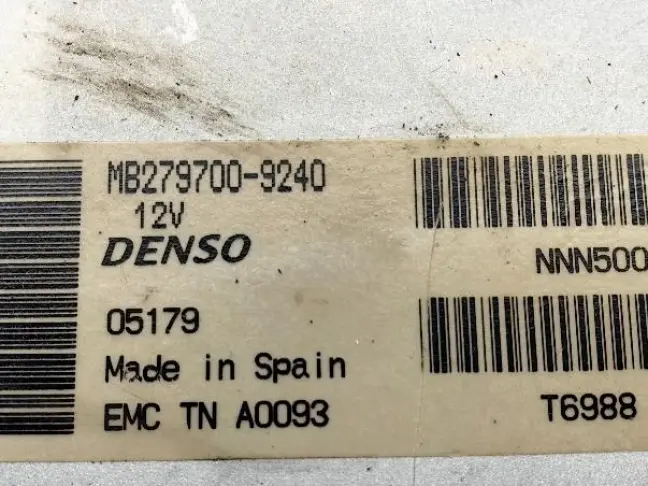 MB279700-9240
12V
DENSO
05179
Made in Spain
EMC TN A0093
NNN500
T6988